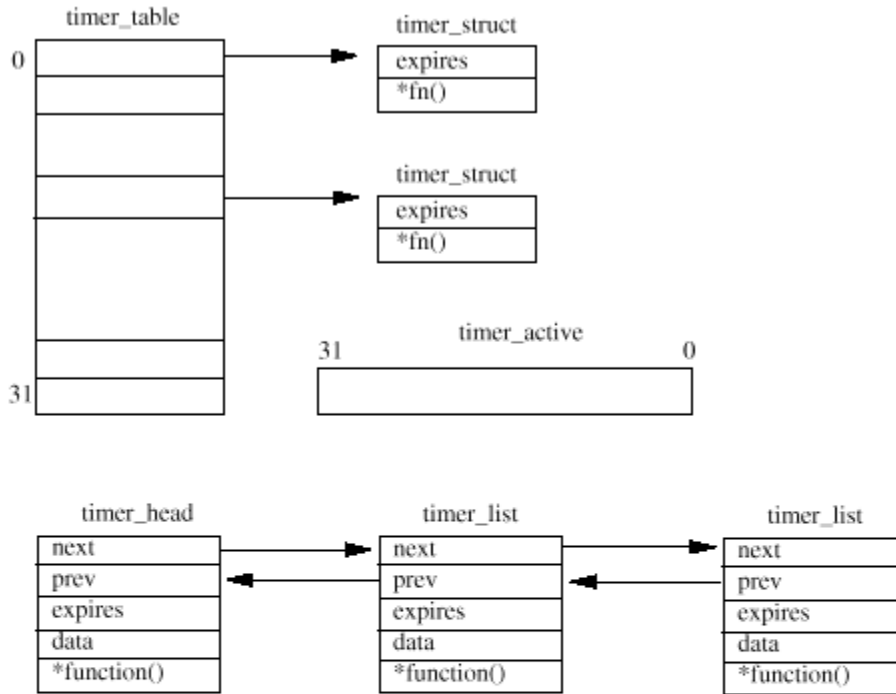 timer_table
timer_struct
0
expires
*fn()
timer_struct
expires
*fn()
timer_active
31
0
31
timer_head
timer_list
timer_list
next
next
next
prev
prev
prev
expires
expires
expires
data
data
data
*function()
*function()
*function()